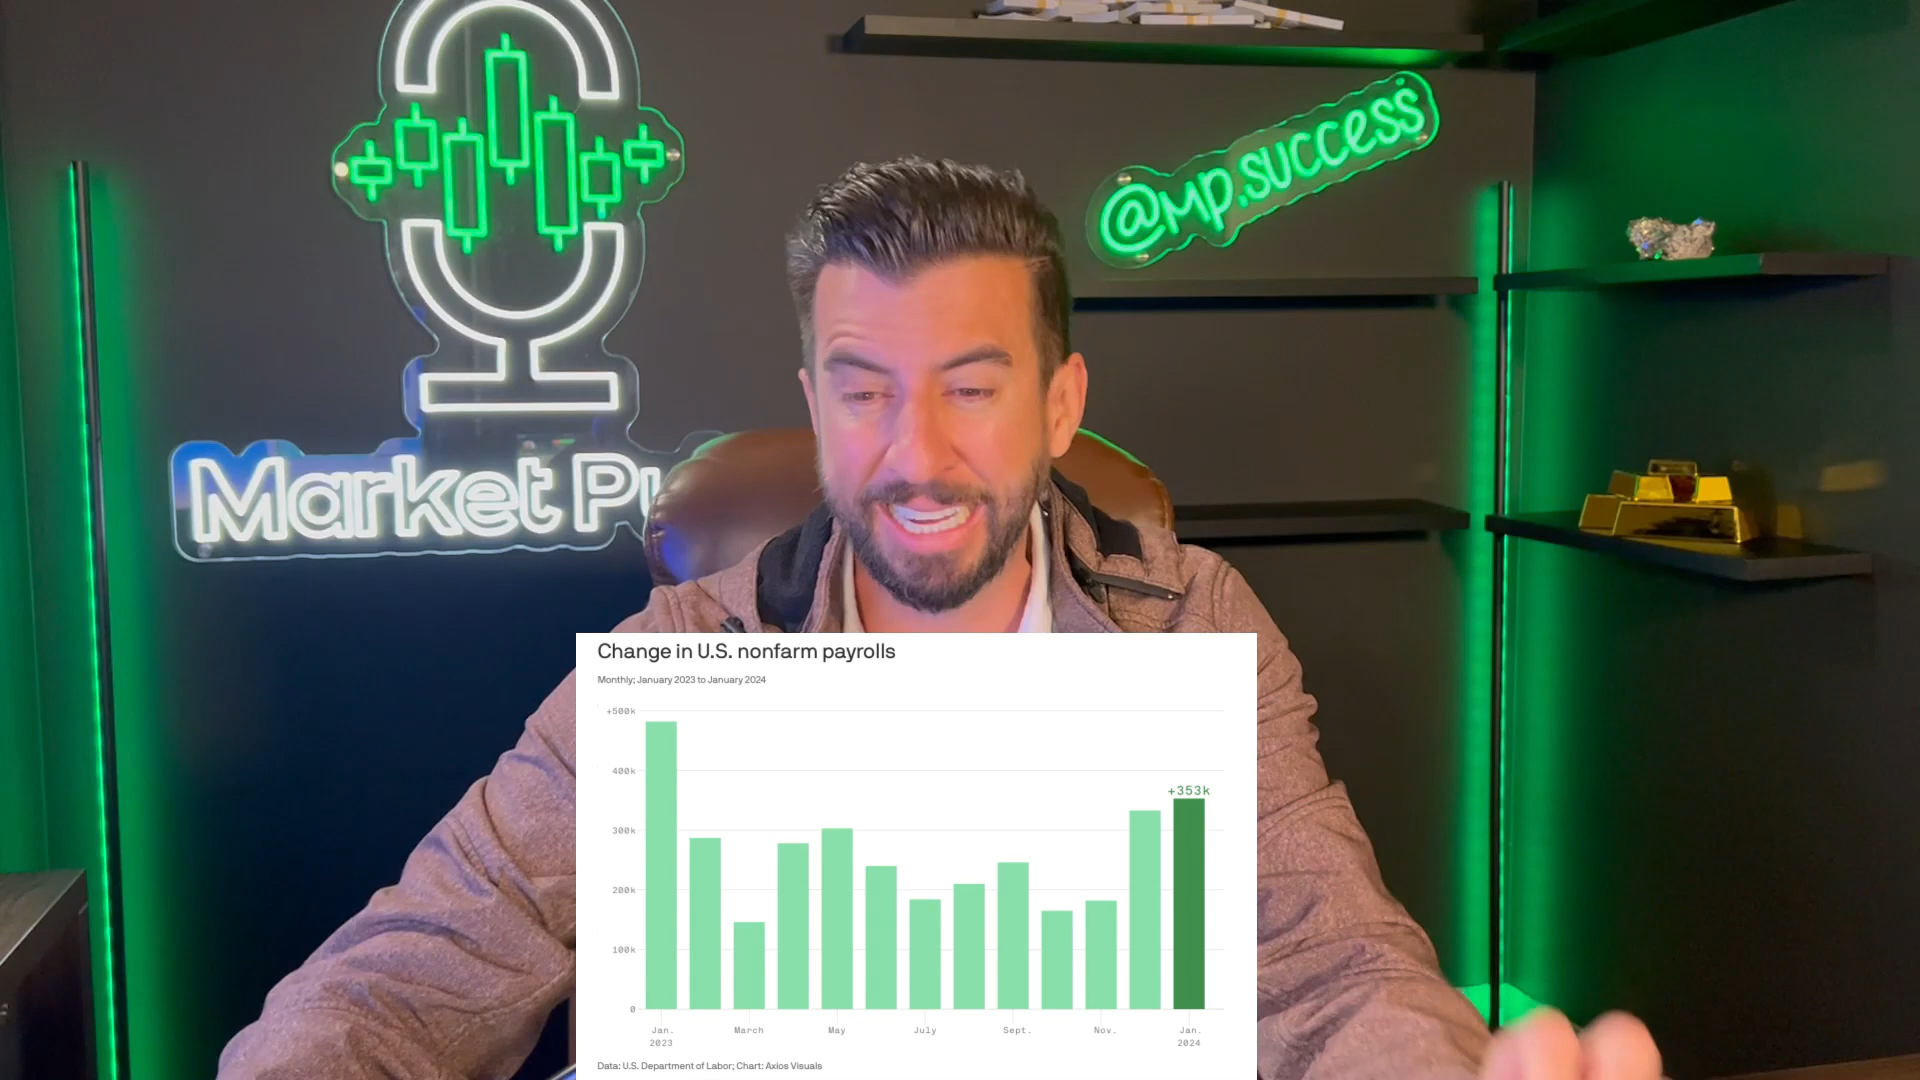 @mp.success
Market Pu
Change in U.S. nonfarm payrolls
Monthly; January 2023 to January 2024
+500k
400k
+353k
300k
200k
100k
0
Jan. March May July Sept. Nov. Jan.
2023 2024
Data: U.S. Department of Labor; Chart: Axios Visuals